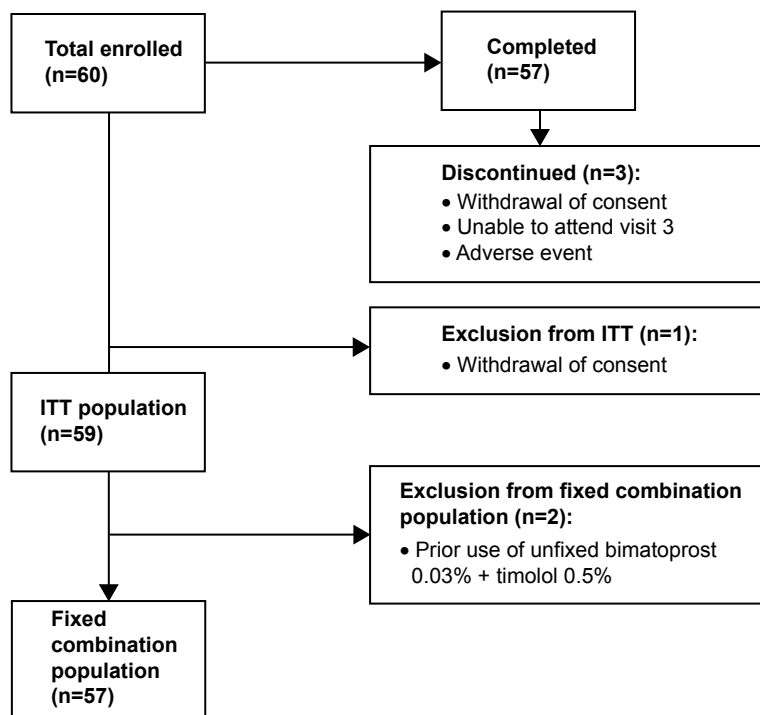 Total enrolled
(n=60)
Completed
(n=57)
Discontinued (n=3):
• Withdrawal of consent
• Unable to attend visit 3
• Adverse event
Exclusion from ITT (n=1):
• Withdrawal of consent
ITT population
(n=59)
Exclusion from fixed combination
population (n=2):
• Prior use of unfixed bimatoprost
0.03% + timolol 0.5%
Fixed
combination
population
(n=57)